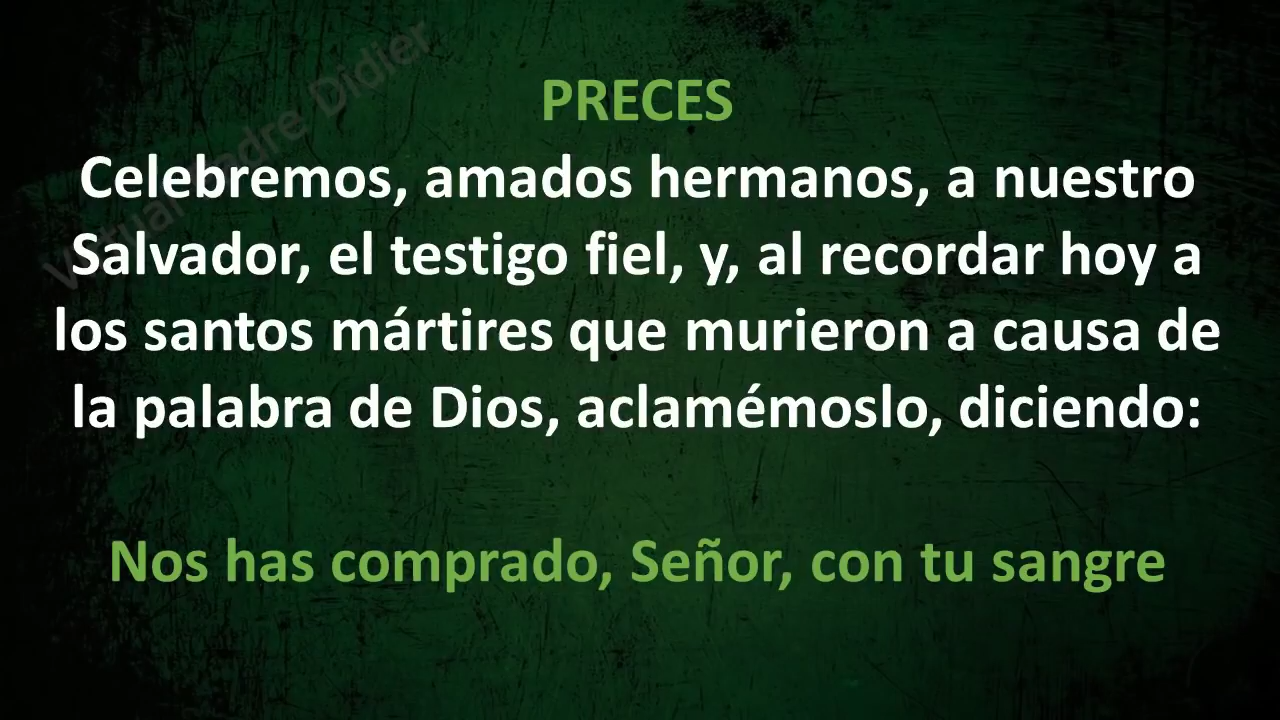 PRECES
Celebremos, amados hermanos, a nuestro
Salvador, el testigo fiel, y, al recordar hoy a
los santos mártires que murieron a causa de
la palabra de Dios, aclamémoslo, diciendo:
Nos has comprado, Señor, con tu sangre
Didier